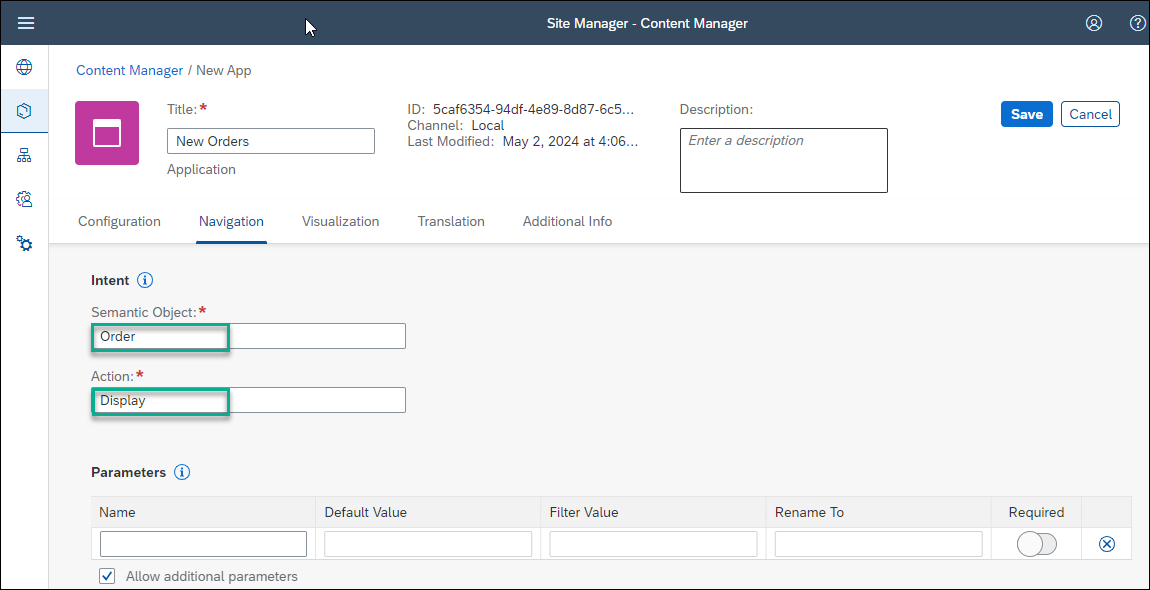 Site Manager - Content Manager
Content Manager / New App
Title:*
New Orders
Application
ID: 5caf6354-94df-4e89-8d87-6c5...
Channel: Local
Last Modified: May 2, 2024 at 4:06...
Description:
Enter a description
Save
Cancel
Configuration Navigation Visualization Translation Additional Info
Intent
Semantic Object:*
Order
Action:*
Display
Parameters
Name Default Value Filter Value Rename To Required
Allow additional parameters